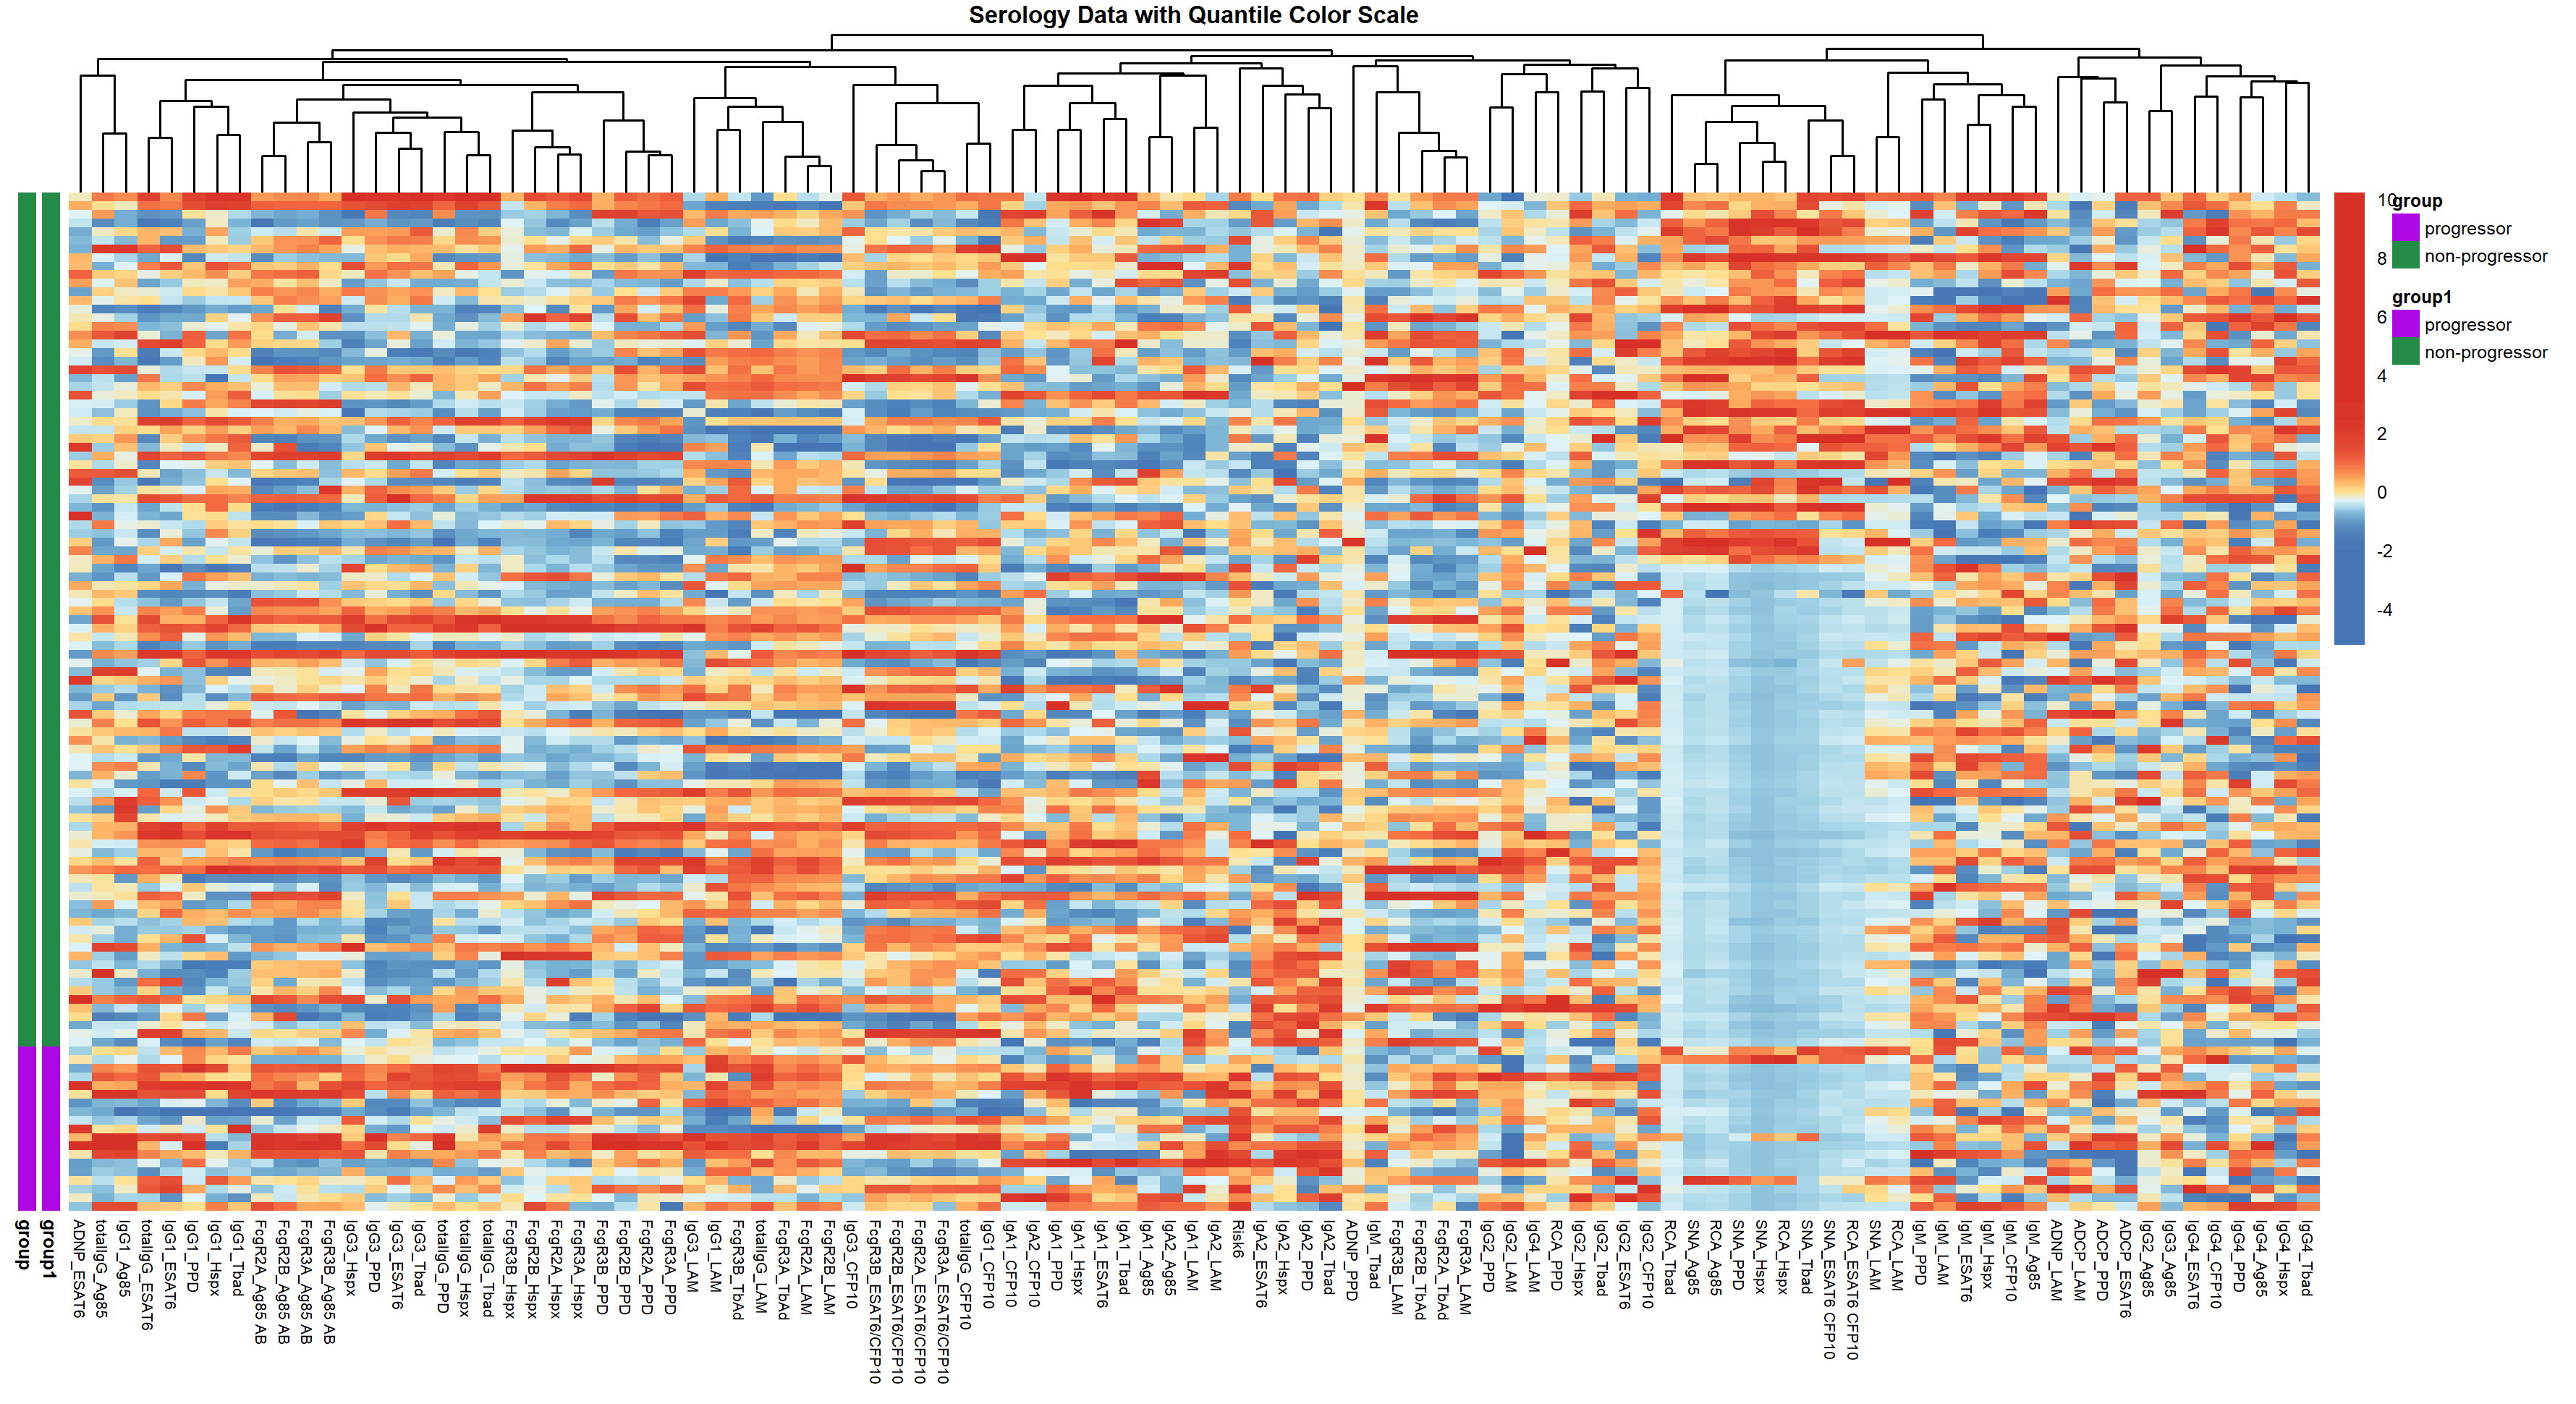 Serology Data with Quantile Color Scale
10
8
6
4
2
0
-2
-4
group
progressor
non-progressor
group1
progressor
non-progressor
group
group1
ADNP_ESAT6
totalIgG_Ag85
IgG1_Ag85
totalIgG_ESAT6
IgG1_ESAT6
IgG1_PPD
IgG1_Hspx
IgG1_Tbad
FcgR2A_Ag85 AB
FcgR2B_Ag85 AB
FcgR3A_Ag85 AB
FcgR3B_Ag85 AB
IgG3_Hspx
IgG3_PPD
IgG3_ESAT6
IgG3_Tbad
totalIgG_PPD
totalIgG_Hspx
totalIgG_Tbad
FcgR3B_Hspx
FcgR2B_Hspx
FcgR2A_Hspx
FcgR3A_Hspx
FcgR3B_PPD
FcgR2B_PPD
FcgR2A_PPD
FcgR3A_PPD
IgG3_LAM
IgG1_LAM
FcgR3B_TbAd
totalIgG_LAM
FcgR3A_TbAd
FcgR2A_LAM
FcgR2B_LAM
IgG3_CFP10
FcgR3B_ESAT6/CFP10
FcgR2B_ESAT6/CFP10
FcgR2A_ESAT6/CFP10
FcgR3A_ESAT6/CFP10
totalIgG_CFP10
IgG1_CFP10
IgA1_CFP10
IgA2_CFP10
IgA1_PPD
IgA1_Hspx
IgA1_ESAT6
IgA1_Tbad
IgA1_Ag85
IgA2_Ag85
IgA1_LAM
IgA2_LAM
Risk6
IgA2_ESAT6
IgA2_Hspx
IgA2_PPD
IgA2_Tbad
ADNP_PPD
IgM_Tbad
FcgR3B_LAM
FcgR2B_TbAd
FcgR2A_TbAd
FcgR3A_LAM
IgG2_PPD
IgG2_LAM
IgG4_LAM
RCA_PPD
IgG2_Hspx
IgG2_Tbad
IgG2_ESAT6
IgG2_CFP10
RCA_Tbad
SNA_Ag85
RCA_Ag85
SNA_PPD
SNA_Hspx
RCA_Hspx
SNA_Tbad
SNA_ESAT6 CFP10
RCA_ESAT6 CFP10
SNA_LAM
RCA_LAM
IgM_PPD
IgM_LAM
IgM_ESAT6
IgM_Hspx
IgM_CFP10
IgM_Ag85
ADNP_LAM
ADCP_LAM
ADCP_PPD
ADCP_ESAT6
IgG2_Ag85
IgG3_Ag85
IgG4_ESAT6
IgG4_CFP10
IgG4_PPD
IgG4_Ag85
IgG4_Hspx
IgG4_Tbad